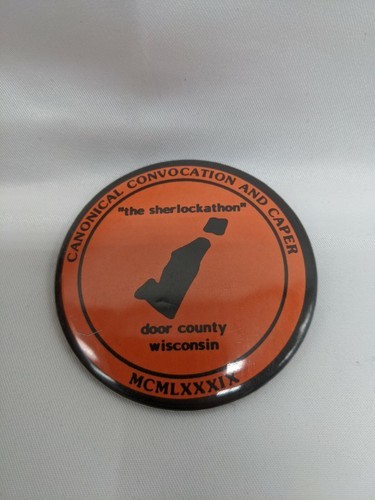 CANONICAL CONVOCATION AND CAPER
"the sherlockathon"
door county
wisconsin
MCMLXXXIX